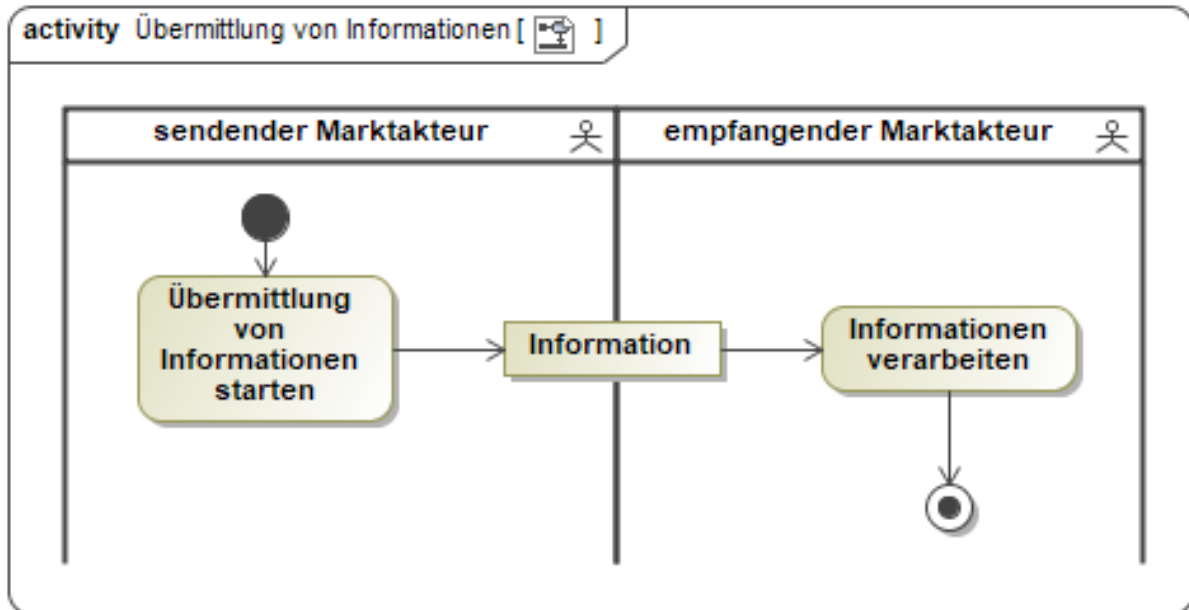 activity Übermittlung von Informationen [ ]
sendender Marktakteur
empfangender Marktakteur
Übermittlung
von
Informationen
starten
Information
Informationen
verarbeiten